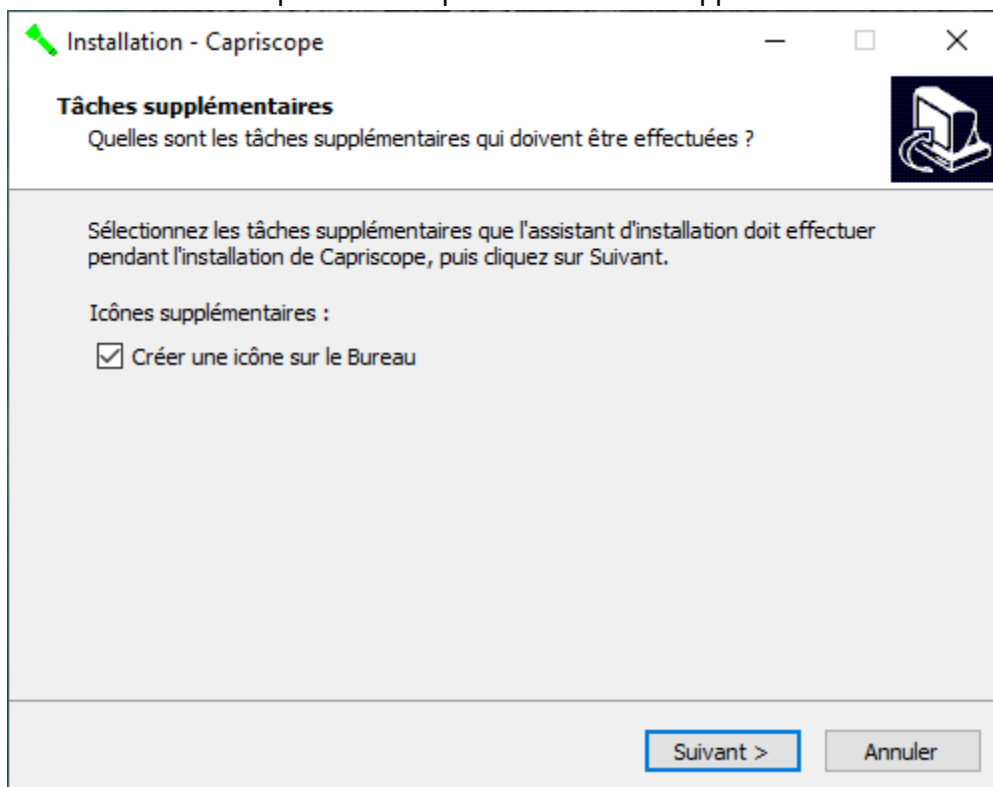 Installation - Capriscope
Tâches supplémentaires
Quelles sont les tâches supplémentaires qui doivent être effectuées ?
Sélectionnez les tâches supplémentaires que l'assistant d'installation doit effectuer
pendant l'installation de Capriscope, puis cliquez sur Suivant.
Icônes supplémentaires :
Créer une icône sur le Bureau
Suivant >
Annuler